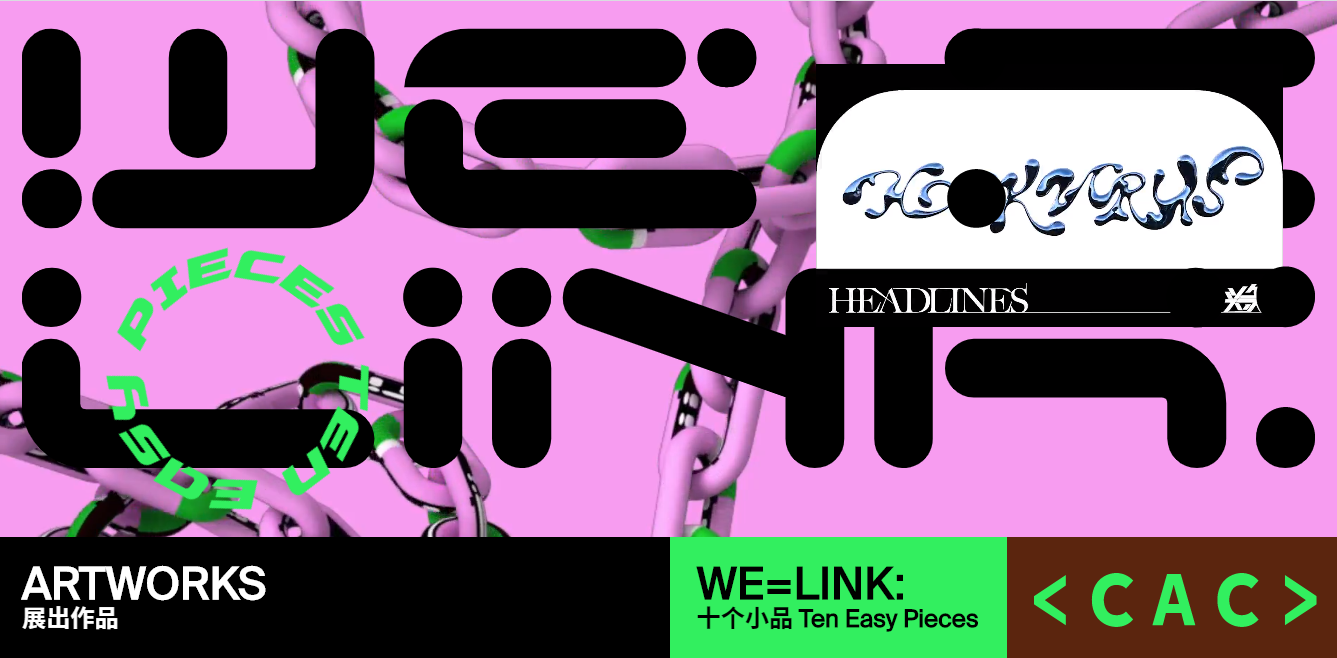 WE=
LINK
TEN EASY PIECES
HEADLINES
ARTWORKS
展出作品
WE=LINK:
十个小品 Ten Easy Pieces
<CAC>